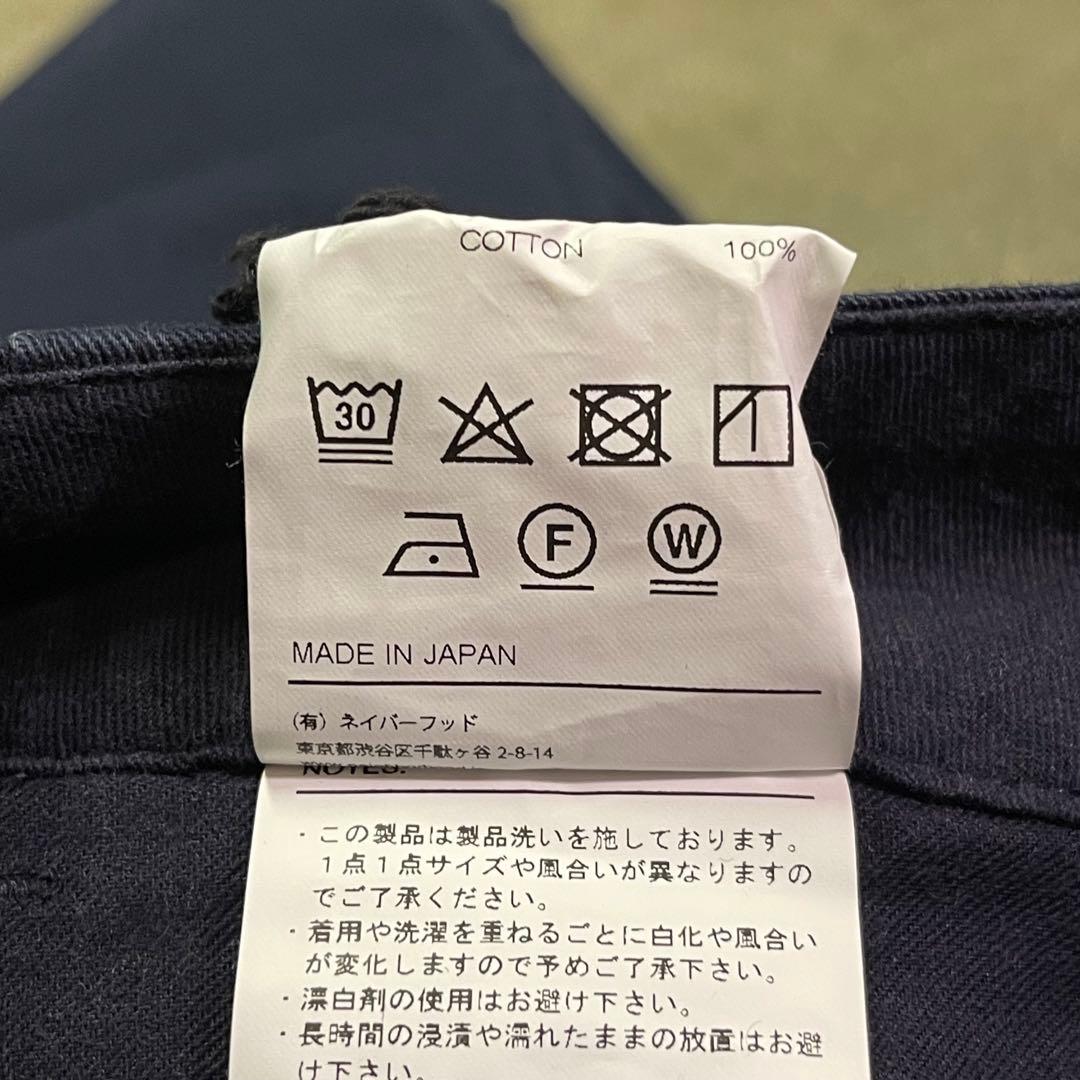 COTTON 100%
30
F W
MADE IN JAPAN
(有) ネイバーフッド
東京都渋谷区千駄ヶ谷 2-8-14
NOTES:
・この製品は製品洗いを施しております。
１点１点サイズや風合いが異なりますの
でご了承ください。
・着用や洗濯を重ねるごとに白化や風合い
が変化しますので予めご了承下さい。
・漂白剤の使用はお避け下さい。
・長時間の浸漬や濡れたままの放置はお避
け下さい。